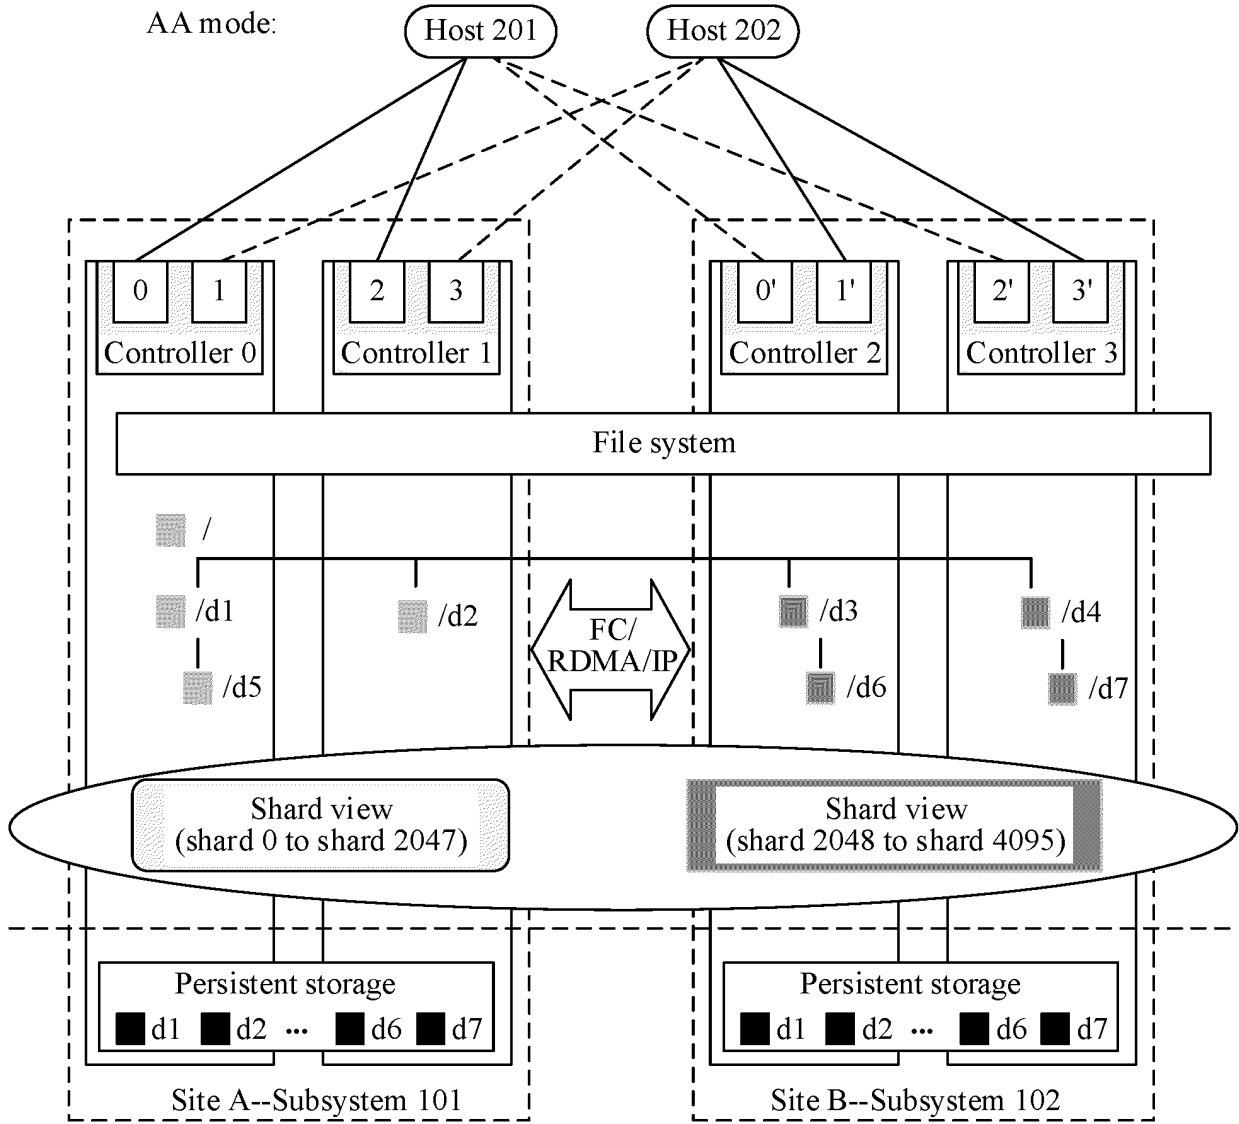 AA mode:
Host 201
Host 202
0
1
2
3
0'
1'
2'
3'
Controller 0
Controller 1
Controller 2
Controller 3
File system
/
/d1
/d2
/d3
/d4
FC/
RDMA/IP
/d5
/d6
/d7
Shard view
(shard 0 to shard 2047)
Shard view
(shard 2048 to shard 4095)
Persistent storage
d1 d2 ... d6 d7
Persistent storage
d1 d2 ... d6 d7
Site A--Subsystem 101
Site B--Subsystem 102